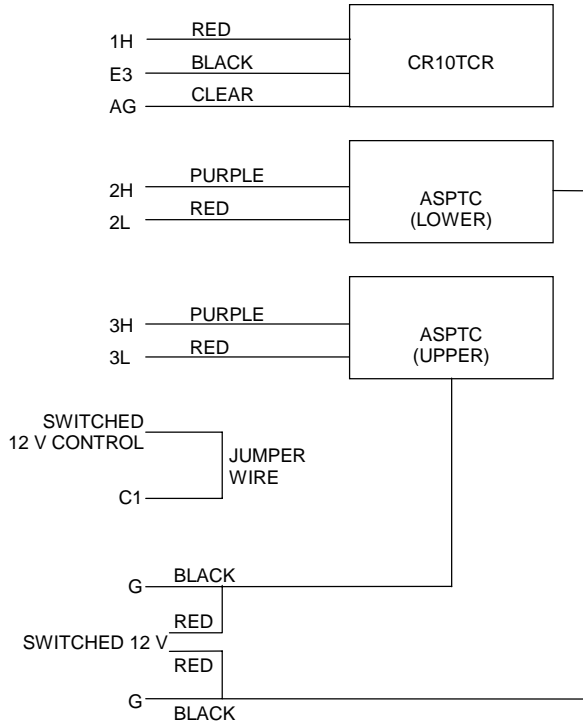 1H RED
E3 BLACK
AG CLEAR
CR10TCR
2H PURPLE
2L RED
ASPTC
(LOWER)
3H PURPLE
3L RED
ASPTC
(UPPER)
SWITCHED
12 V CONTROL
C1
JUMPER
WIRE
G BLACK
RED
SWITCHED 12 V
RED
G
BLACK